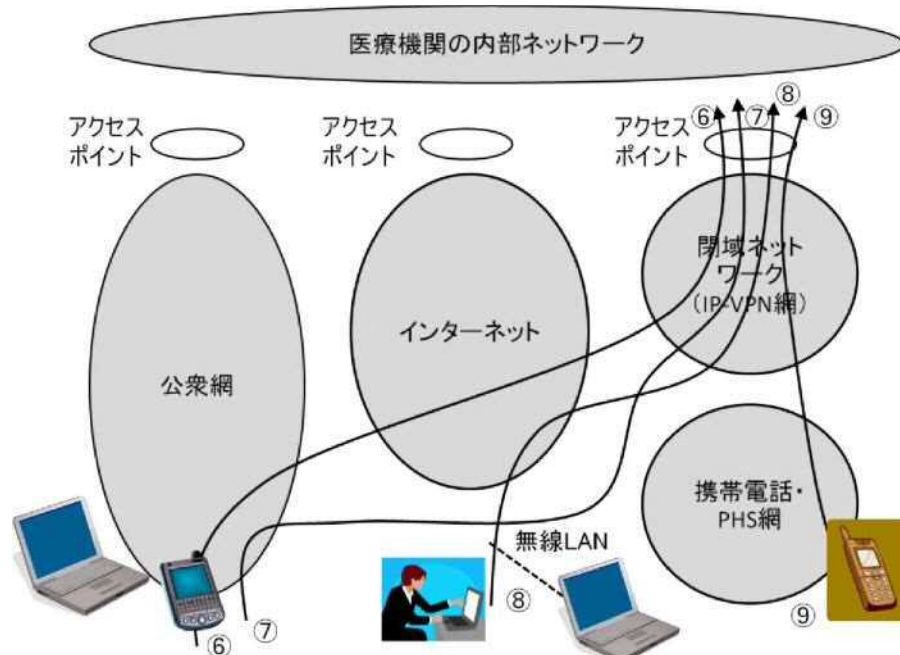 医療機関の内部ネットワーク
アクセス
ポイント
アクセス
ポイント
アクセス
ポイント
⑥
⑦
⑧
⑨
閉域ネット
ワーク
（IP-VPN網）
インターネット
公衆網
携帯電話・
PHS網
無線LAN
⑥
⑦
⑧
⑨